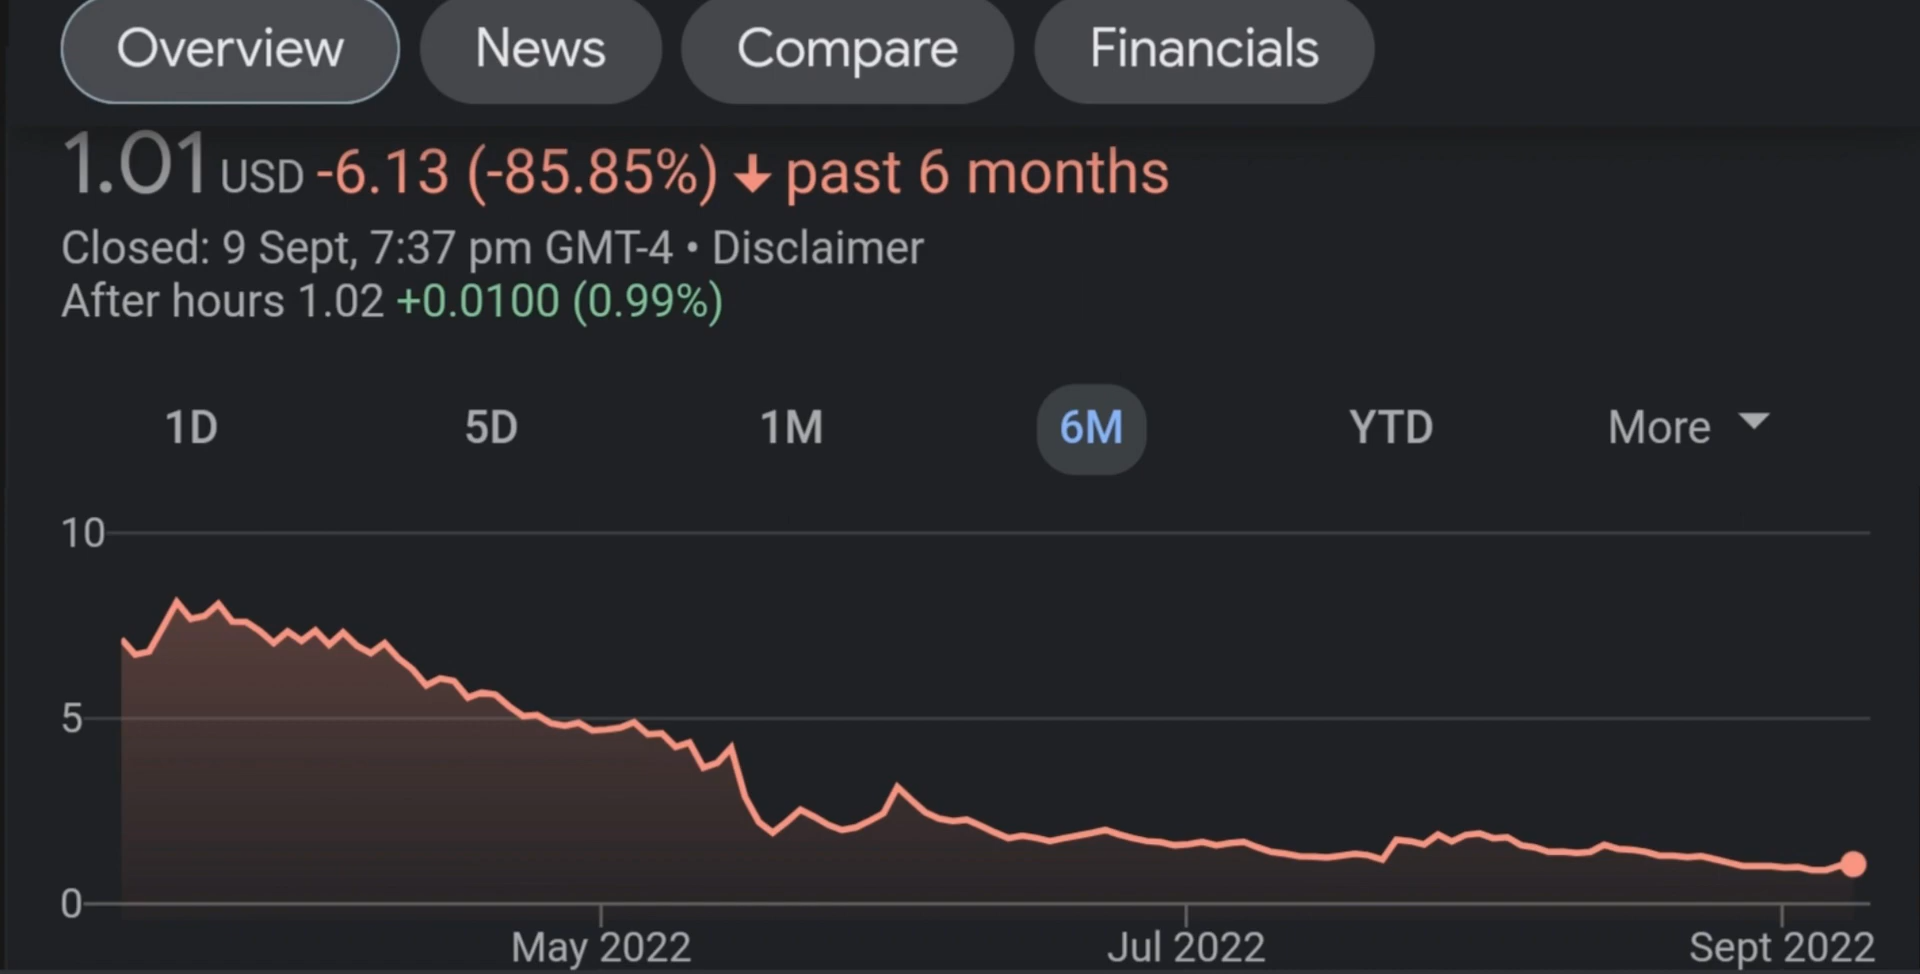 Overview News Compare Financials
1.01 USD -6.13 (-85.85%) ↓ past 6 months
Closed: 9 Sept, 7:37 pm GMT-4 • Disclaimer
After hours 1.02 +0.0100 (0.99%)
1D 5D 1M 6M YTD More
10
5
0
May 2022 Jul 2022 Sept 2022